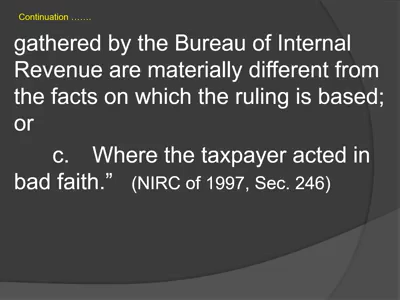 Continuation …….
gathered by the Bureau of Internal
Revenue are materially different from
the facts on which the ruling is based;
or
c. Where the taxpayer acted in
bad faith.” (NIRC of 1997, Sec. 246)